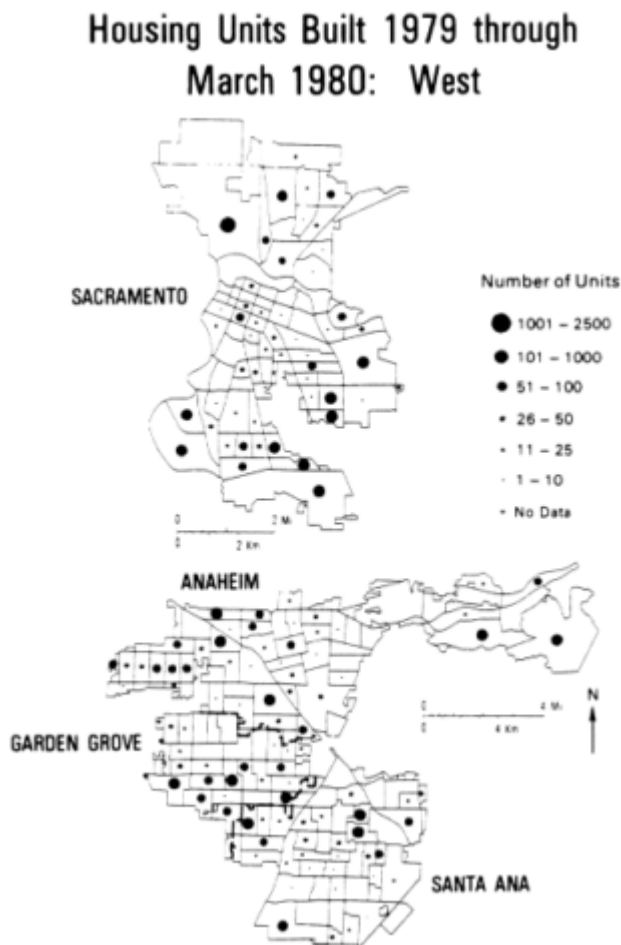 Housing Units Built 1979 through
March 1980: West
SACRAMENTO
Number of Units
1001 – 2500
101 – 1000
51 – 100
26 – 50
11 – 25
1 – 10
No Data
0 2 Mi
0 2 Km
ANAHEIM
N
0 4 Mi
0 4 Km
GARDEN GROVE
SANTA ANA